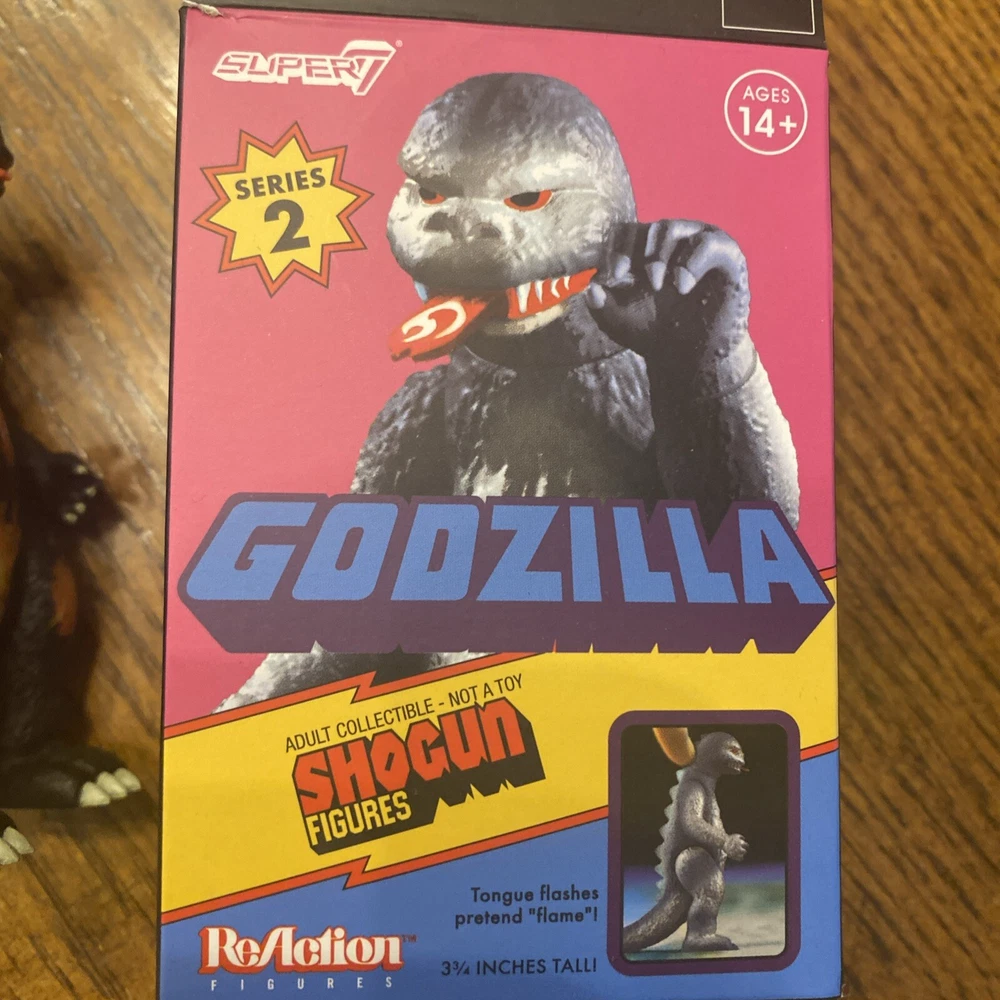 SUPER7®
AGES
14+
SERIES
2
GODZILLA
ADULT COLLECTIBLE - NOT A TOY
SHOGUN
FIGURES
Tongue flashes
pretend "flame"!
ReAction™
FIGURES
3¾ INCHES TALL!